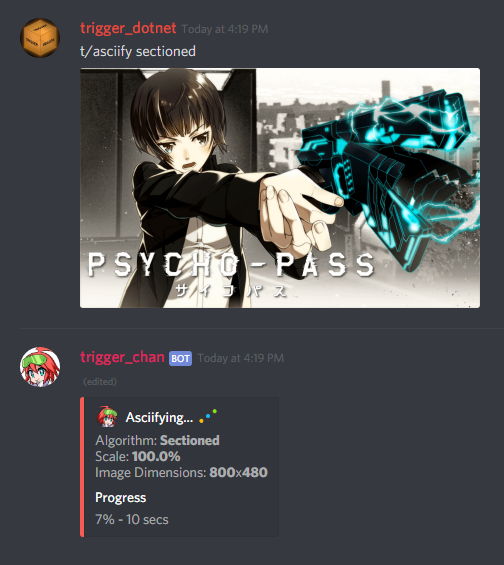 trigger_dotnet Today at 4:19 PM
t/asciify sectioned
PSYCHO-PASS
サイコパス
trigger_chan BOT Today at 4:19 PM
(edited)
Asciifying...
Algorithm: Sectioned
Scale: 100.0%
Image Dimensions: 800x480
Progress
7% - 10 secs